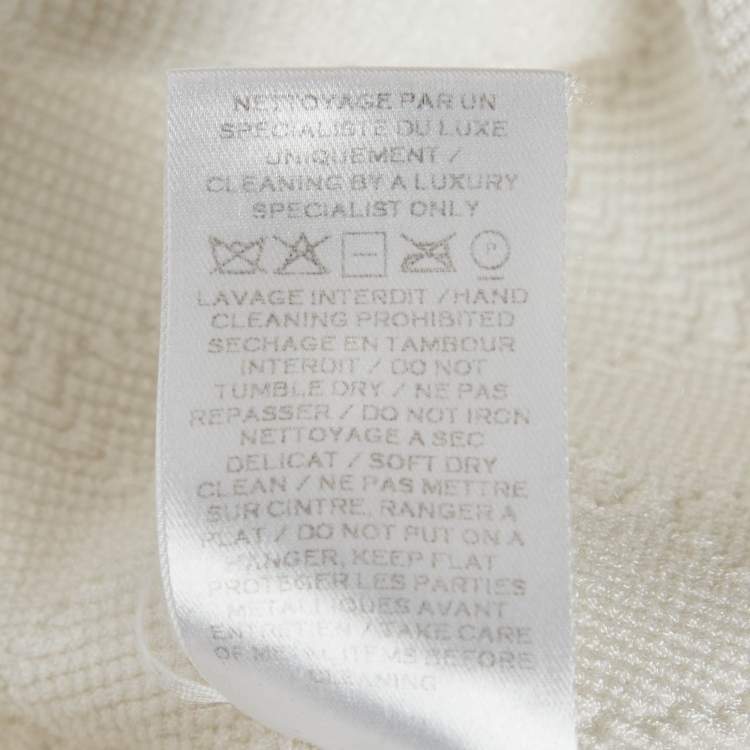 NETTOYAGE PAR UN
SPECIALISTE DU LUXE
UNIQUEMENT /
CLEANING BY A LUXURY
SPECIALIST ONLY
P
LAVAGE INTERDIT / HAND
CLEANING PROHIBITED
SECHAGE EN TAMBOUR
INTERDIT / DO NOT
TUMBLE DRY / NE PAS
REPASSER / DO NOT IRON
NETTOYAGE A SEC
DELICAT / SOFT DRY
CLEAN / NE PAS METTRE
SUR CINTRE, RANGER A
PLAT / DO NOT PUT ON A
HANGER, KEEP FLAT
PROTEGER LES PARTIES
METALLIQUES AVANT
ENTRETIEN / TAKE CARE
OF METAL ITEMS BEFORE
CLEANING